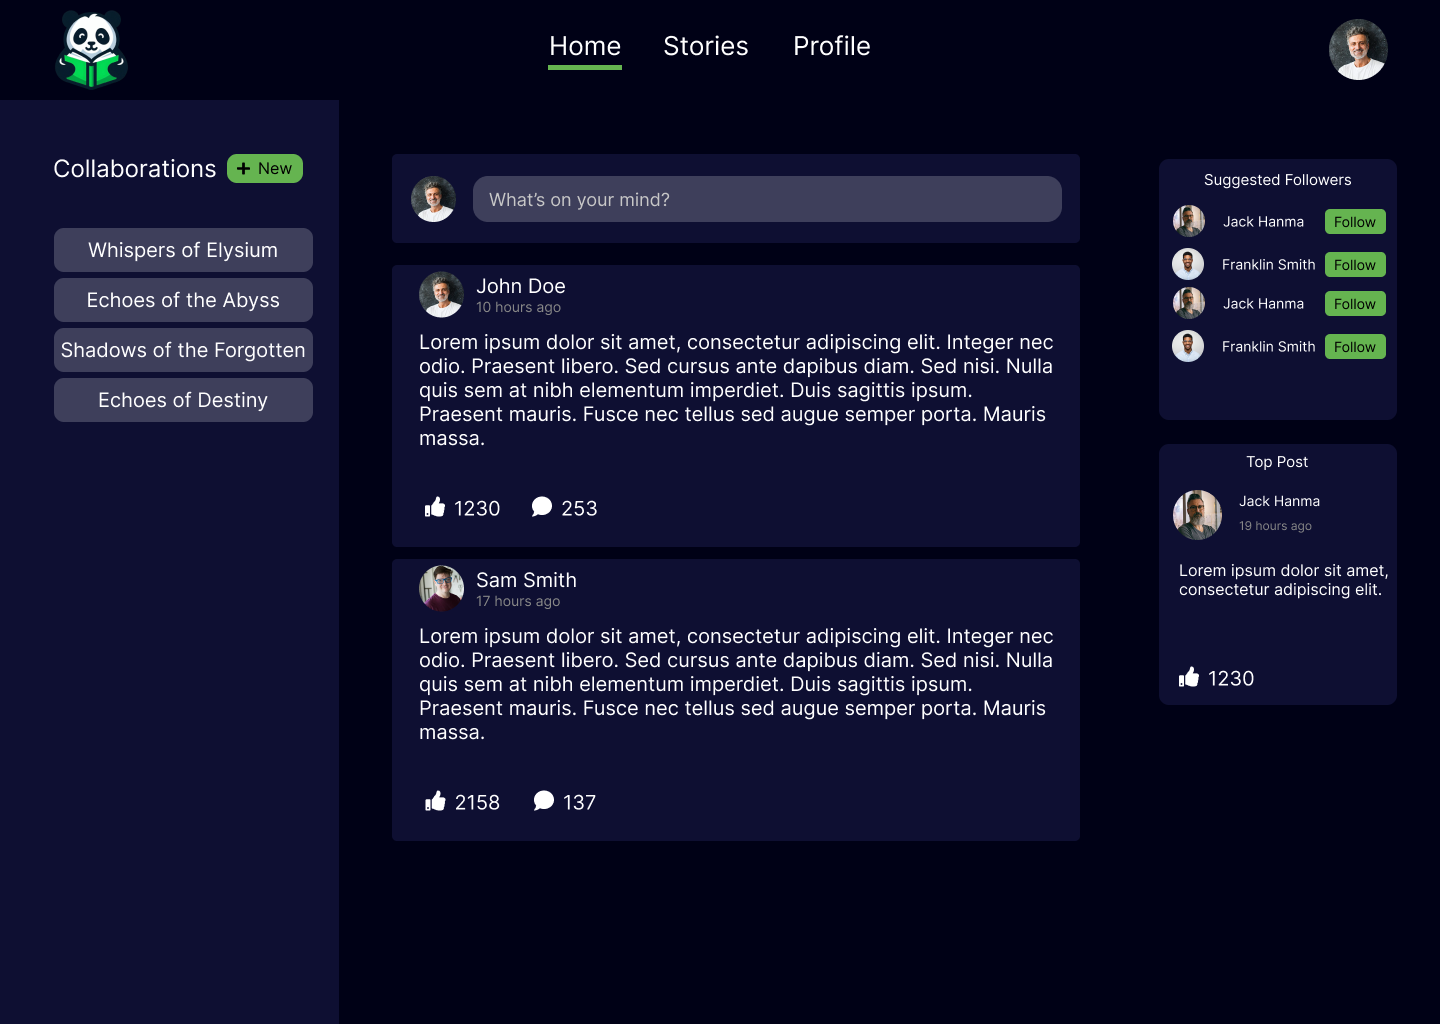 Home Stories Profile
Collaborations + New
Whispers of Elysium
Echoes of the Abyss
Shadows of the Forgotten
Echoes of Destiny
What’s on your mind?
John Doe
10 hours ago
Lorem ipsum dolor sit amet, consectetur adipiscing elit. Integer nec
odio. Praesent libero. Sed cursus ante dapibus diam. Sed nisi. Nulla
quis sem at nibh elementum imperdiet. Duis sagittis ipsum.
Praesent mauris. Fusce nec tellus sed augue semper porta. Mauris
massa.
1230 253
Sam Smith
17 hours ago
Lorem ipsum dolor sit amet, consectetur adipiscing elit. Integer nec
odio. Praesent libero. Sed cursus ante dapibus diam. Sed nisi. Nulla
quis sem at nibh elementum imperdiet. Duis sagittis ipsum.
Praesent mauris. Fusce nec tellus sed augue semper porta. Mauris
massa.
2158 137
Suggested Followers
Jack Hanma Follow
Franklin Smith Follow
Jack Hanma Follow
Franklin Smith Follow
Top Post
Jack Hanma
19 hours ago
Lorem ipsum dolor sit amet,
consectetur adipiscing elit.
1230